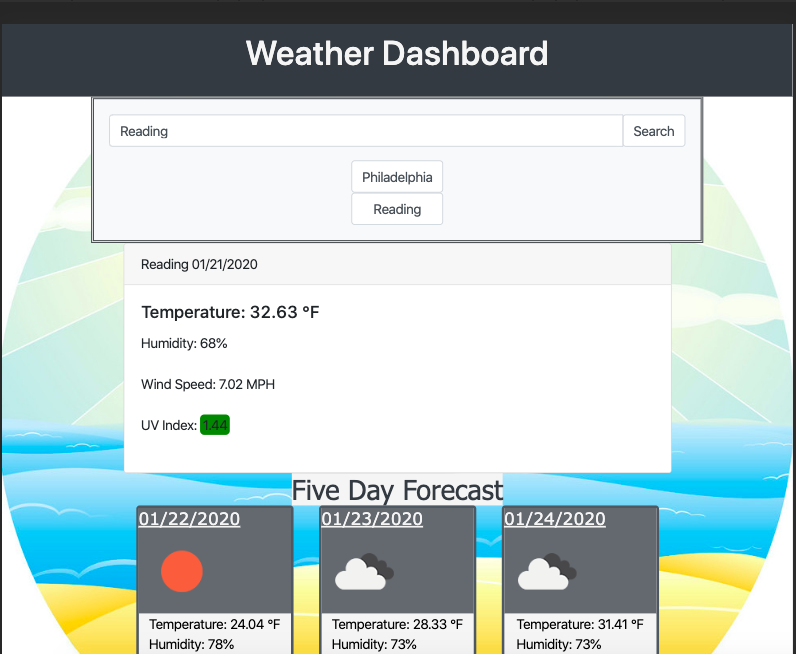 Weather Dashboard
Reading
Search
Philadelphia
Reading
Reading 01/21/2020
Temperature: 32.63 °F
Humidity: 68%
Wind Speed: 7.02 MPH
UV Index: 1.44
Five Day Forecast
01/22/2020 01/23/2020 01/24/2020
Temperature: 24.04 °F Temperature: 28.33 °F Temperature: 31.41 °F
Humidity: 78% Humidity: 73% Humidity: 73%